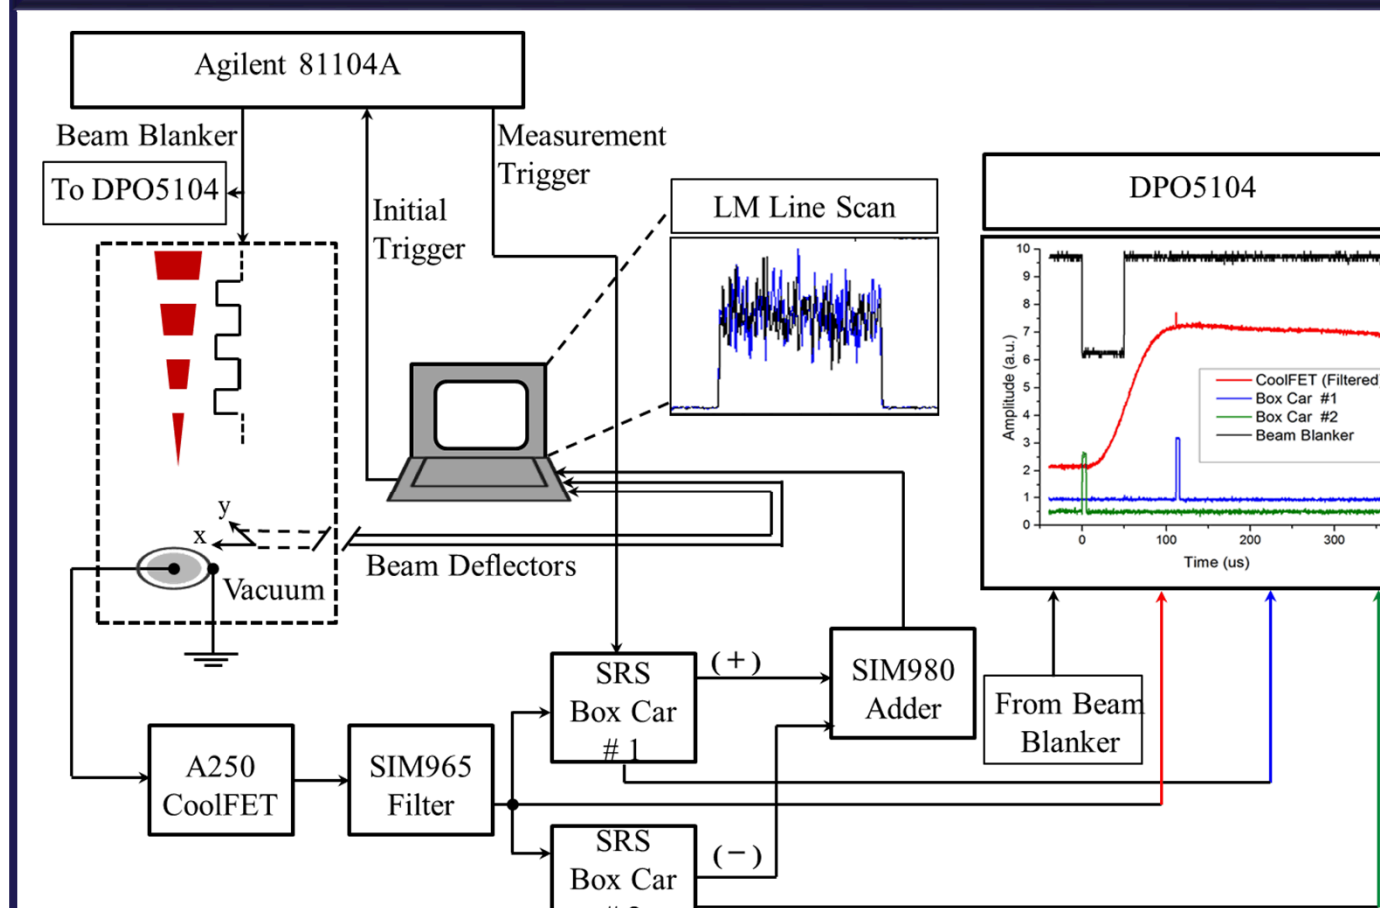 Agilent 81104A
Beam Blanker
Measurement
Trigger
To DPO5104
Initial
Trigger
LM Line Scan
DPO5104
10
9
8
7
6
5
4
3
2
1
0
Amplitude (a.u.)
CoolFET (Filtered)
Box Car #1
Box Car #2
Beam Blanker
0
100
200
300
Time (us)
y
x
Vacuum
Beam Deflectors
SRS
Box Car
# 1
(+)
SIM980
Adder
From Beam
Blanker
A250
CoolFET
SIM965
Filter
SRS
Box Car
(−)